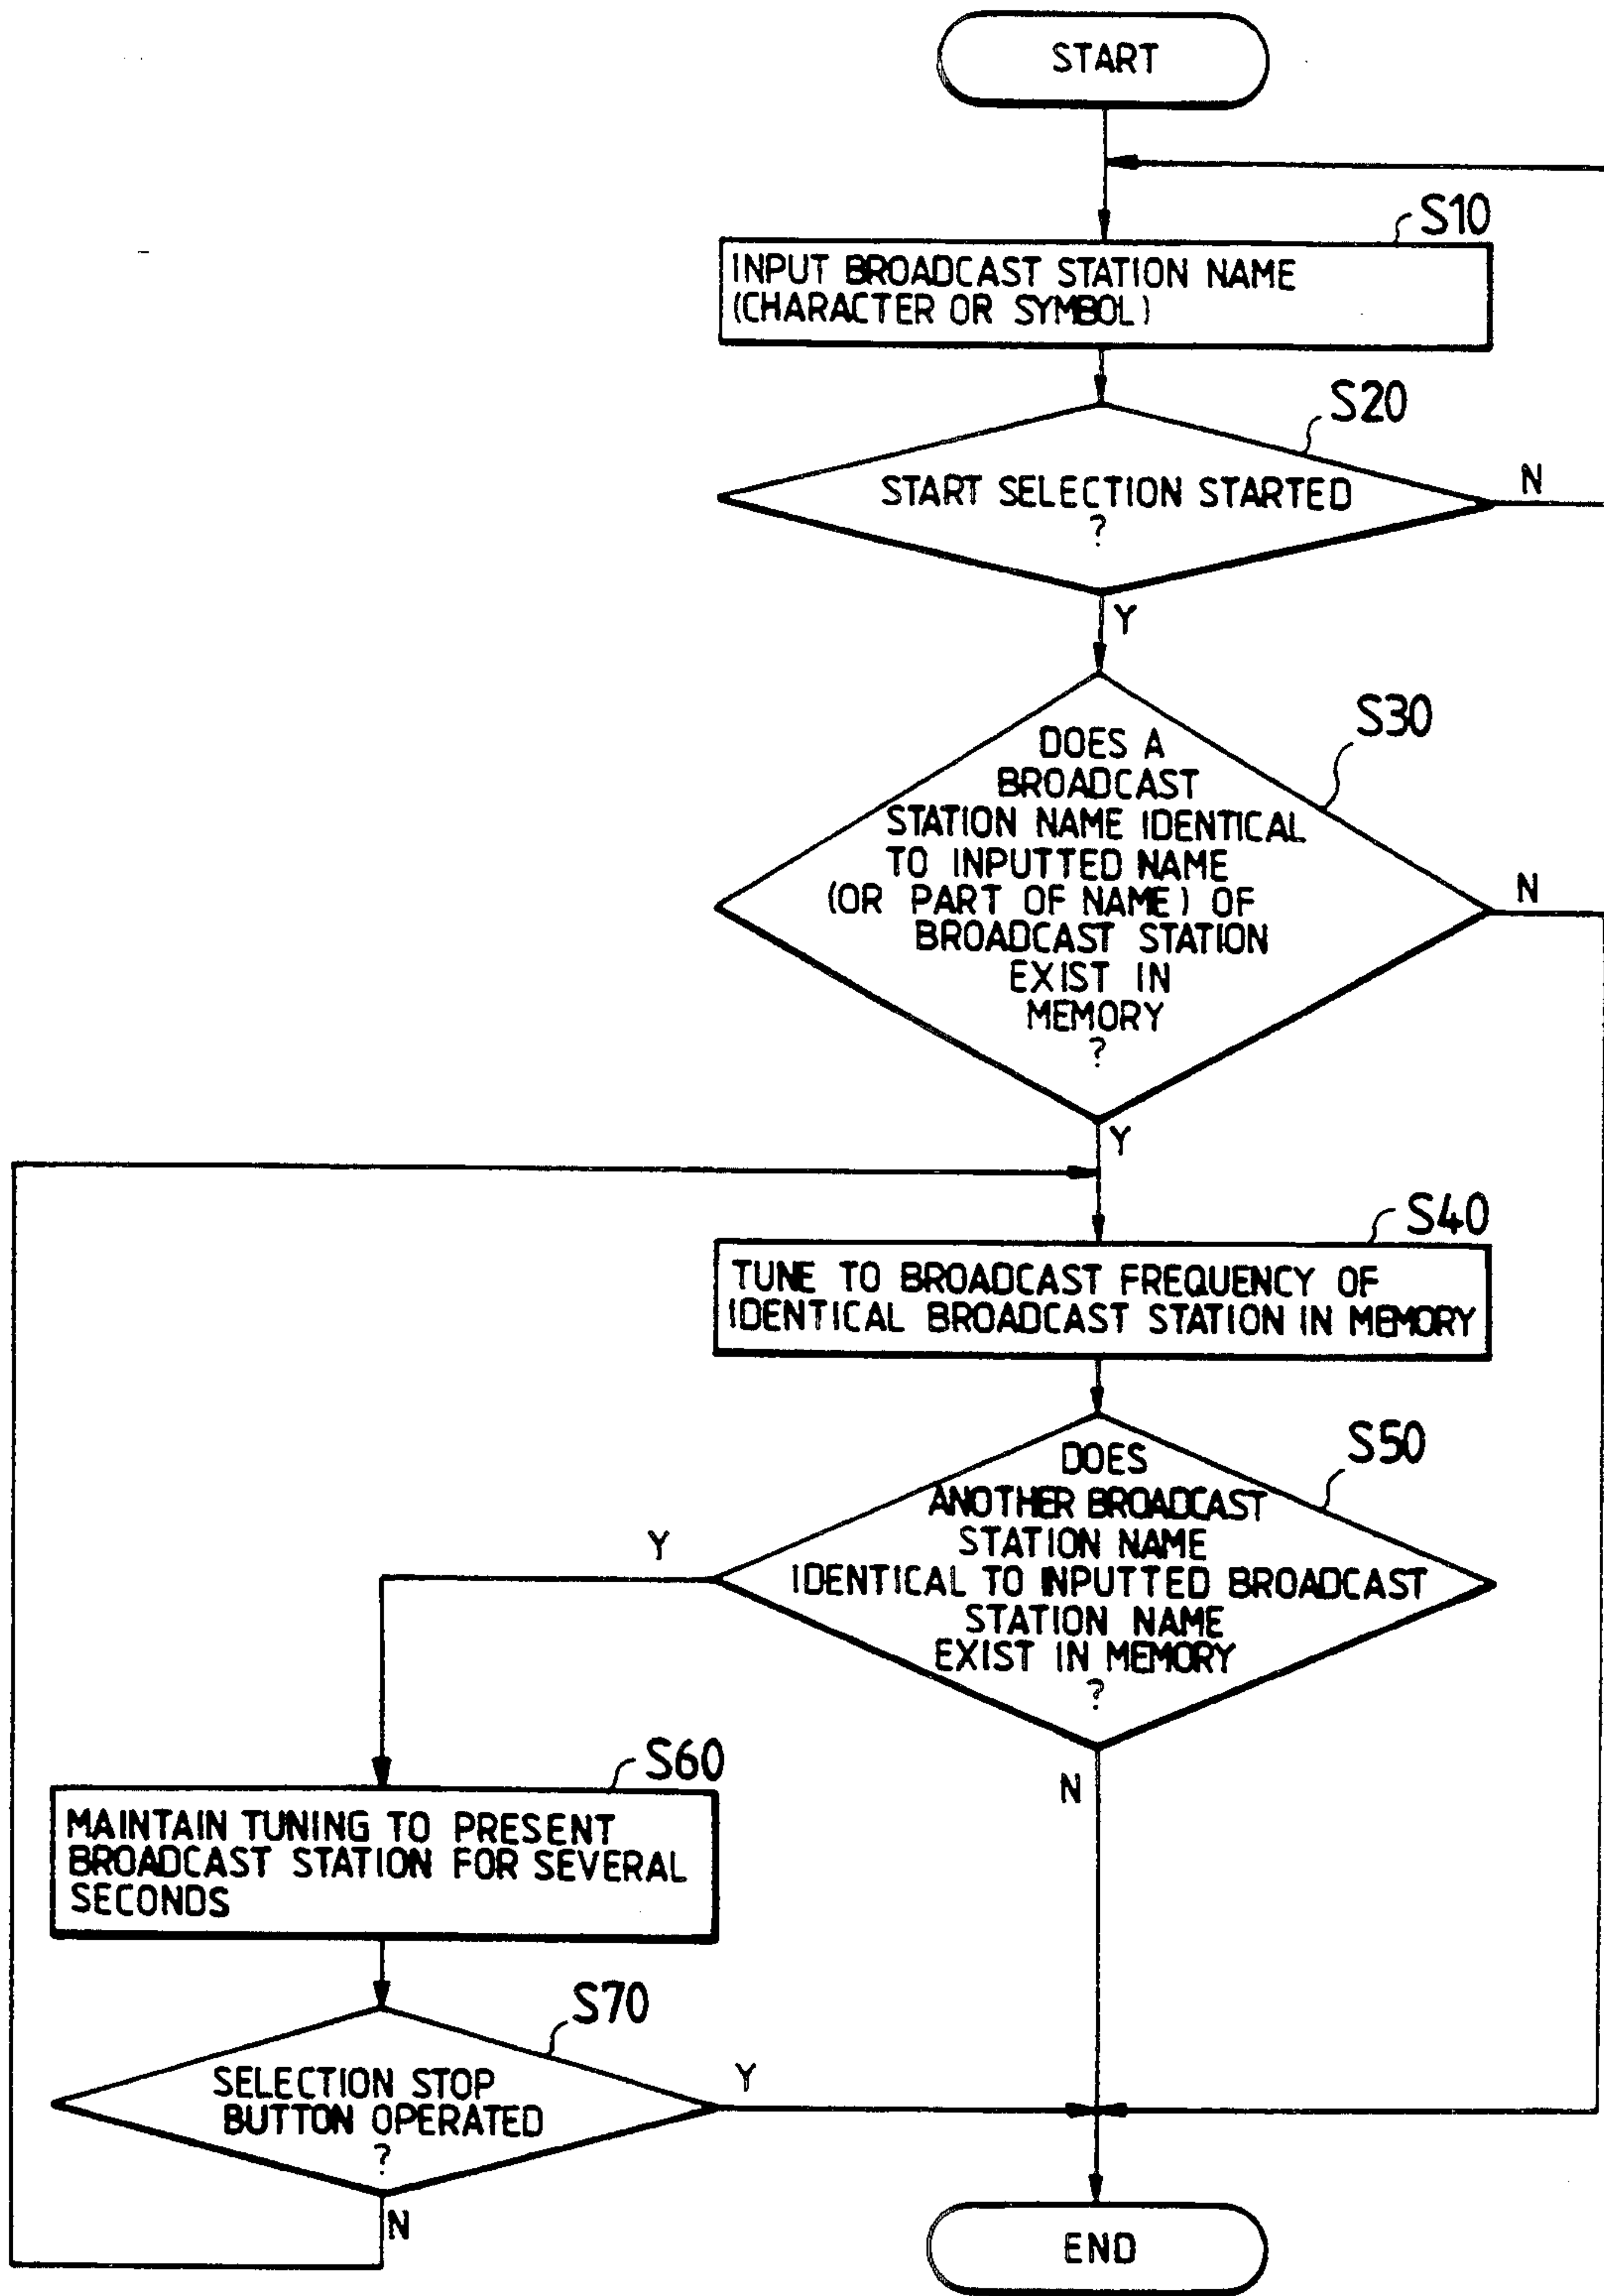 START
S10
INPUT BROADCAST STATION NAME
(CHARACTER OR SYMBOL)
S20
START SELECTION STARTED
?
N
Y
S30
DOES A
BROADCAST
STATION NAME IDENTICAL
TO INPUTTED NAME
(OR PART OF NAME) OF
BROADCAST STATION
EXIST IN
MEMORY
?
N
Y
S40
TUNE TO BROADCAST FREQUENCY OF
IDENTICAL BROADCAST STATION IN MEMORY
S50
DOES
ANOTHER BROADCAST
STATION NAME
IDENTICAL TO INPUTTED BROADCAST
STATION NAME
EXIST IN MEMORY
?
Y
N
S60
MAINTAIN TUNING TO PRESENT
BROADCAST STATION FOR SEVERAL
SECONDS
S70
SELECTION STOP
BUTTON OPERATED
?
Y
N
END